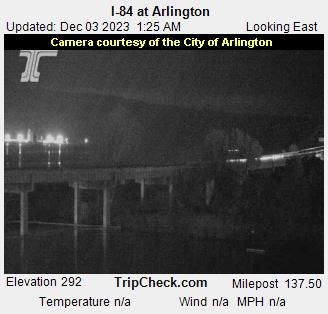 I-84 at Arlington
Updated: Dec 03 2023 1:25 AM Looking East
Camera courtesy of the City of Arlington
Elevation 292 TripCheck.com Milepost 137.50
Temperature n/a Wind n/a MPH n/a